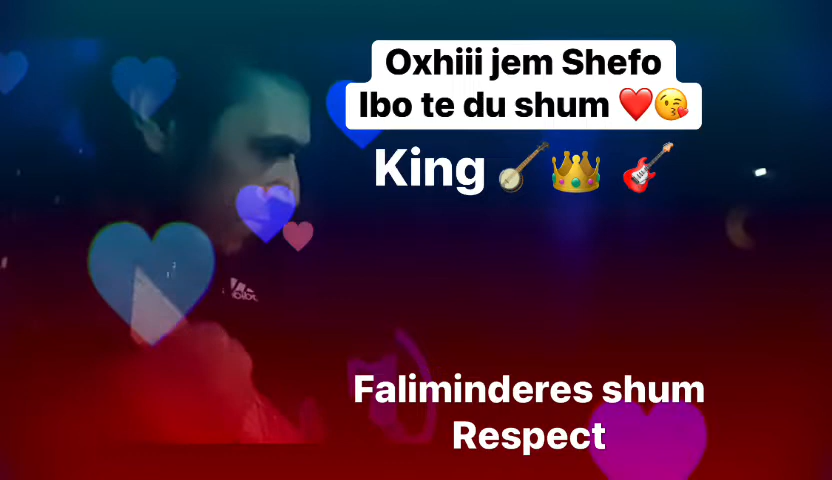 Oxhiii jem Shefo
Ibo te du shum ❤️😘
King 🪕👑 🎸
Faliminderes shum
Respect